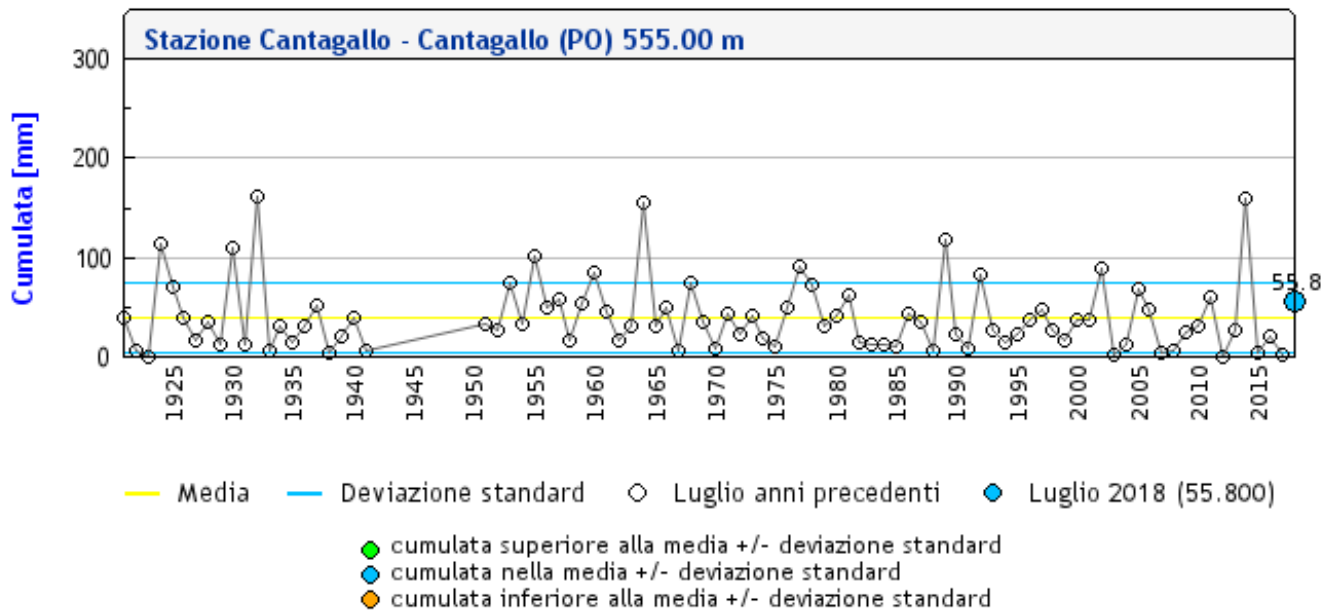 Stazione Cantagallo - Cantagallo (PO) 555.00 m
Cumulata [mm]
300
200
100
0
55.8
1925 1930 1935 1940 1945 1950 1955 1960 1965 1970 1975 1980 1985 1990 1995 2000 2005 2010 2015
Media Deviazione standard Luglio anni precedenti Luglio 2018 (55.800)
cumulata superiore alla media +/- deviazione standard
cumulata nella media +/- deviazione standard
cumulata inferiore alla media +/- deviazione standard